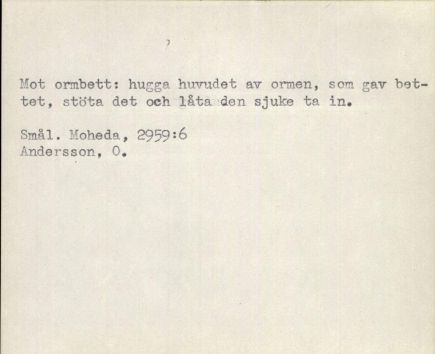 Mot ormbett: hugga huvudet av ormen, som gav bet-
tet, stöta det och låta den sjuke ta in.
Smål. Moheda, 2959:6
Andersson, O.